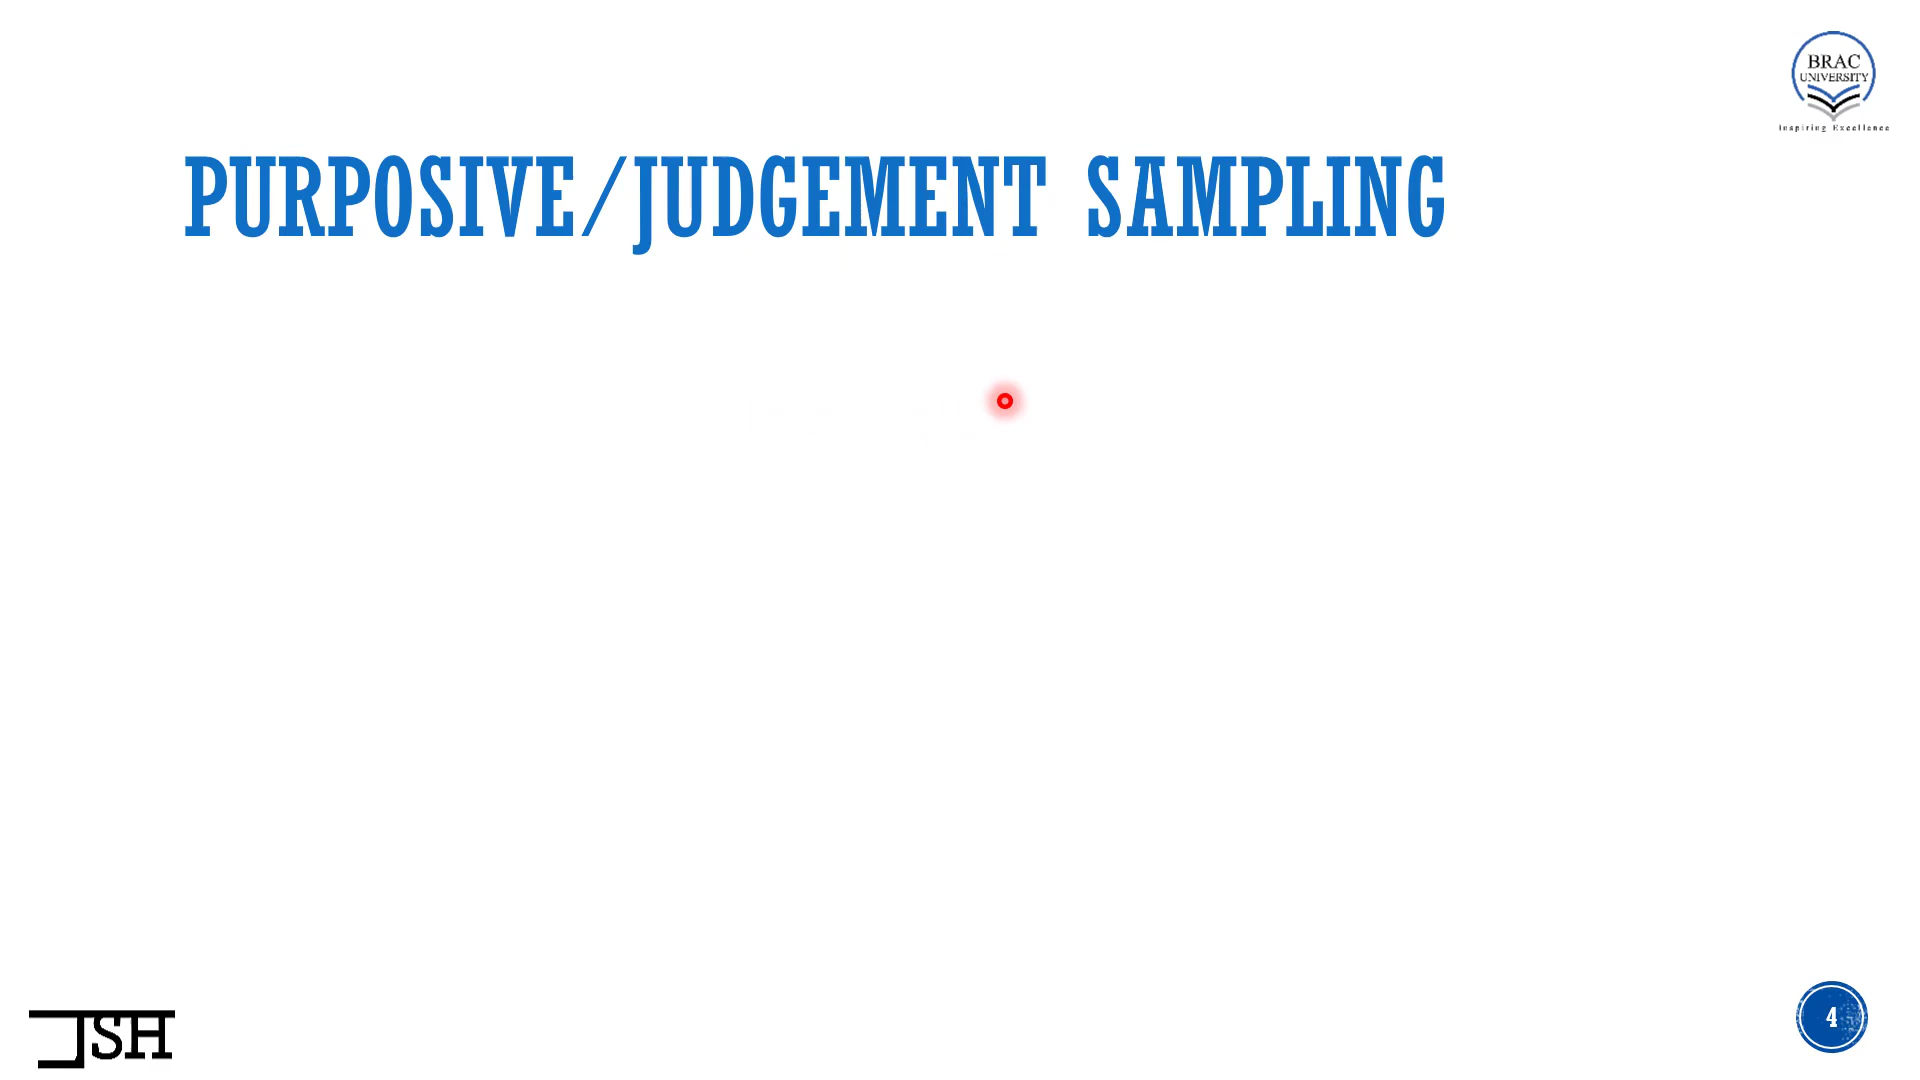 BRAC
UNIVERSITY
Inspiring Excellence
PURPOSIVE/JUDGEMENT SAMPLING
JSH
4